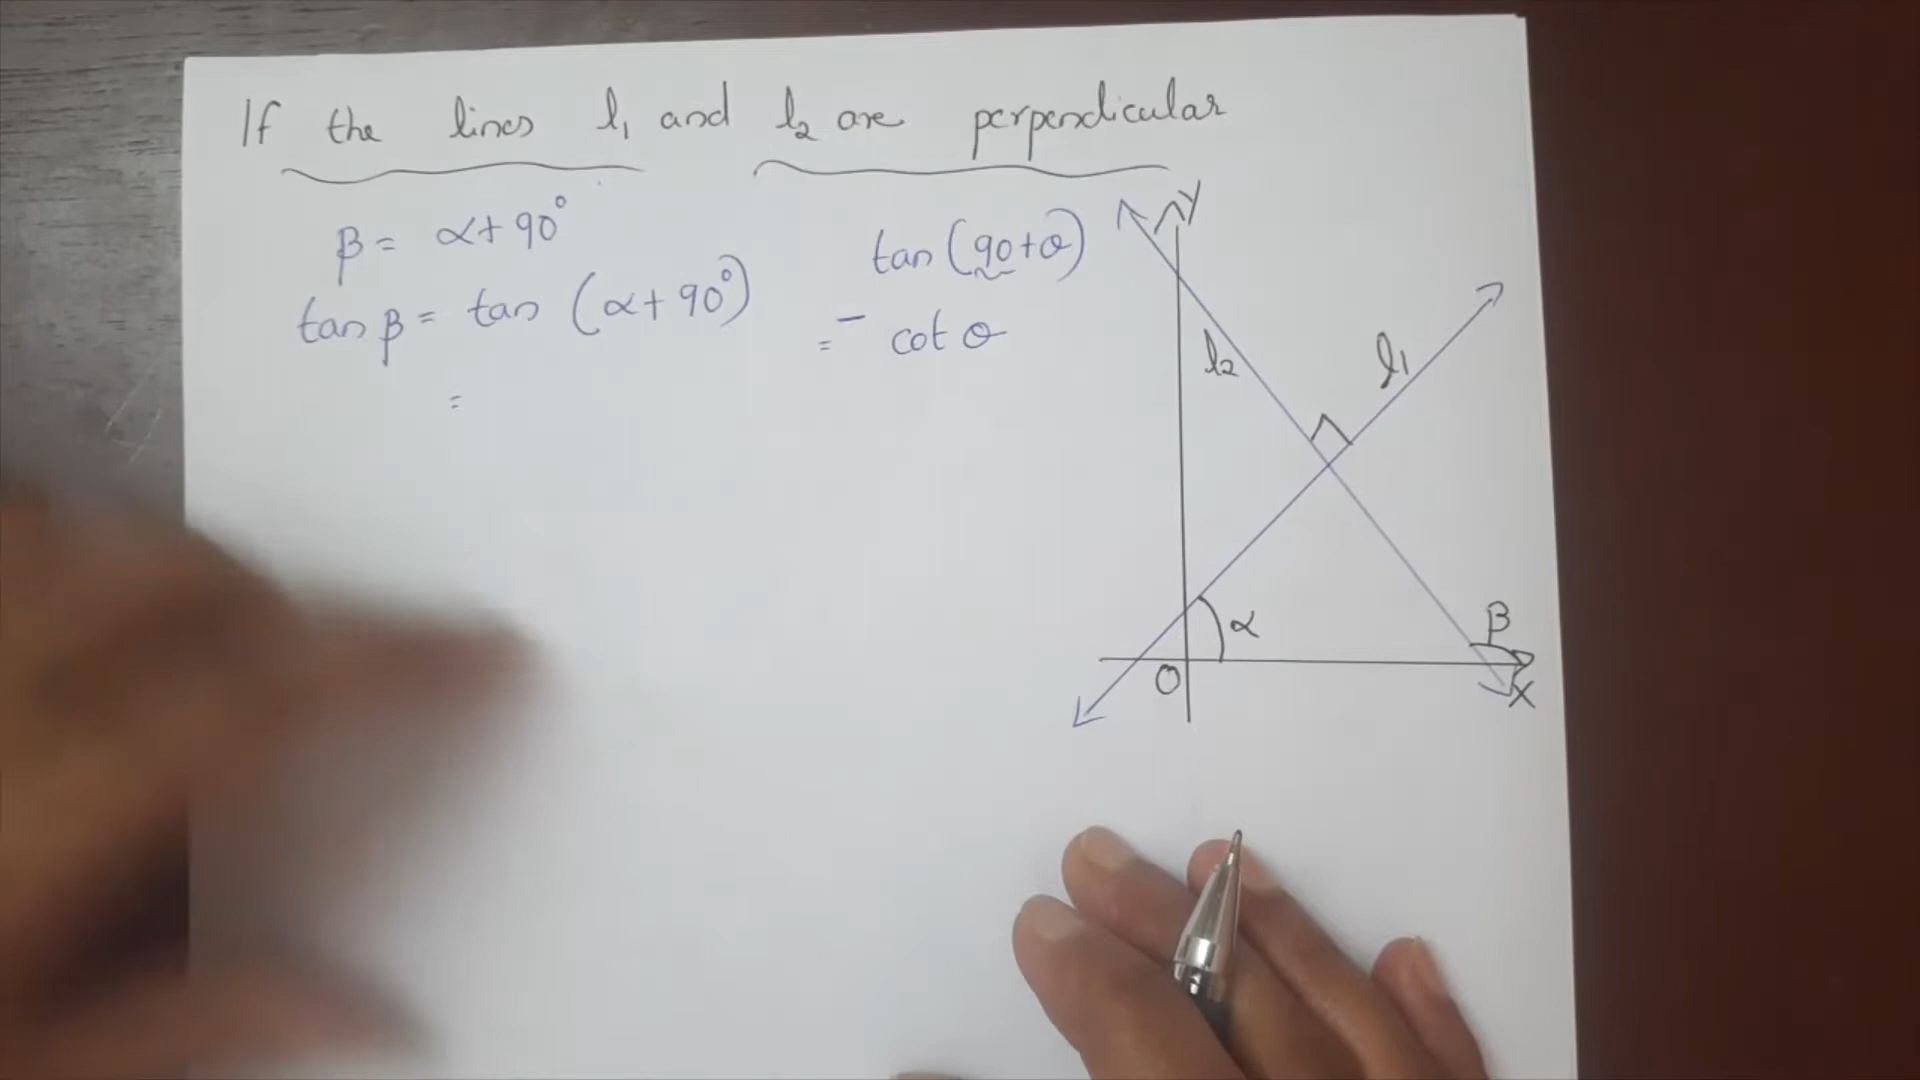 If the lines l₁ and l₂ are perpendicular
β = α + 90°
tan β = tan (α + 90°)
=
tan (90 + θ)
= - cot θ
Y
l₂
l₁
α
β
O
X